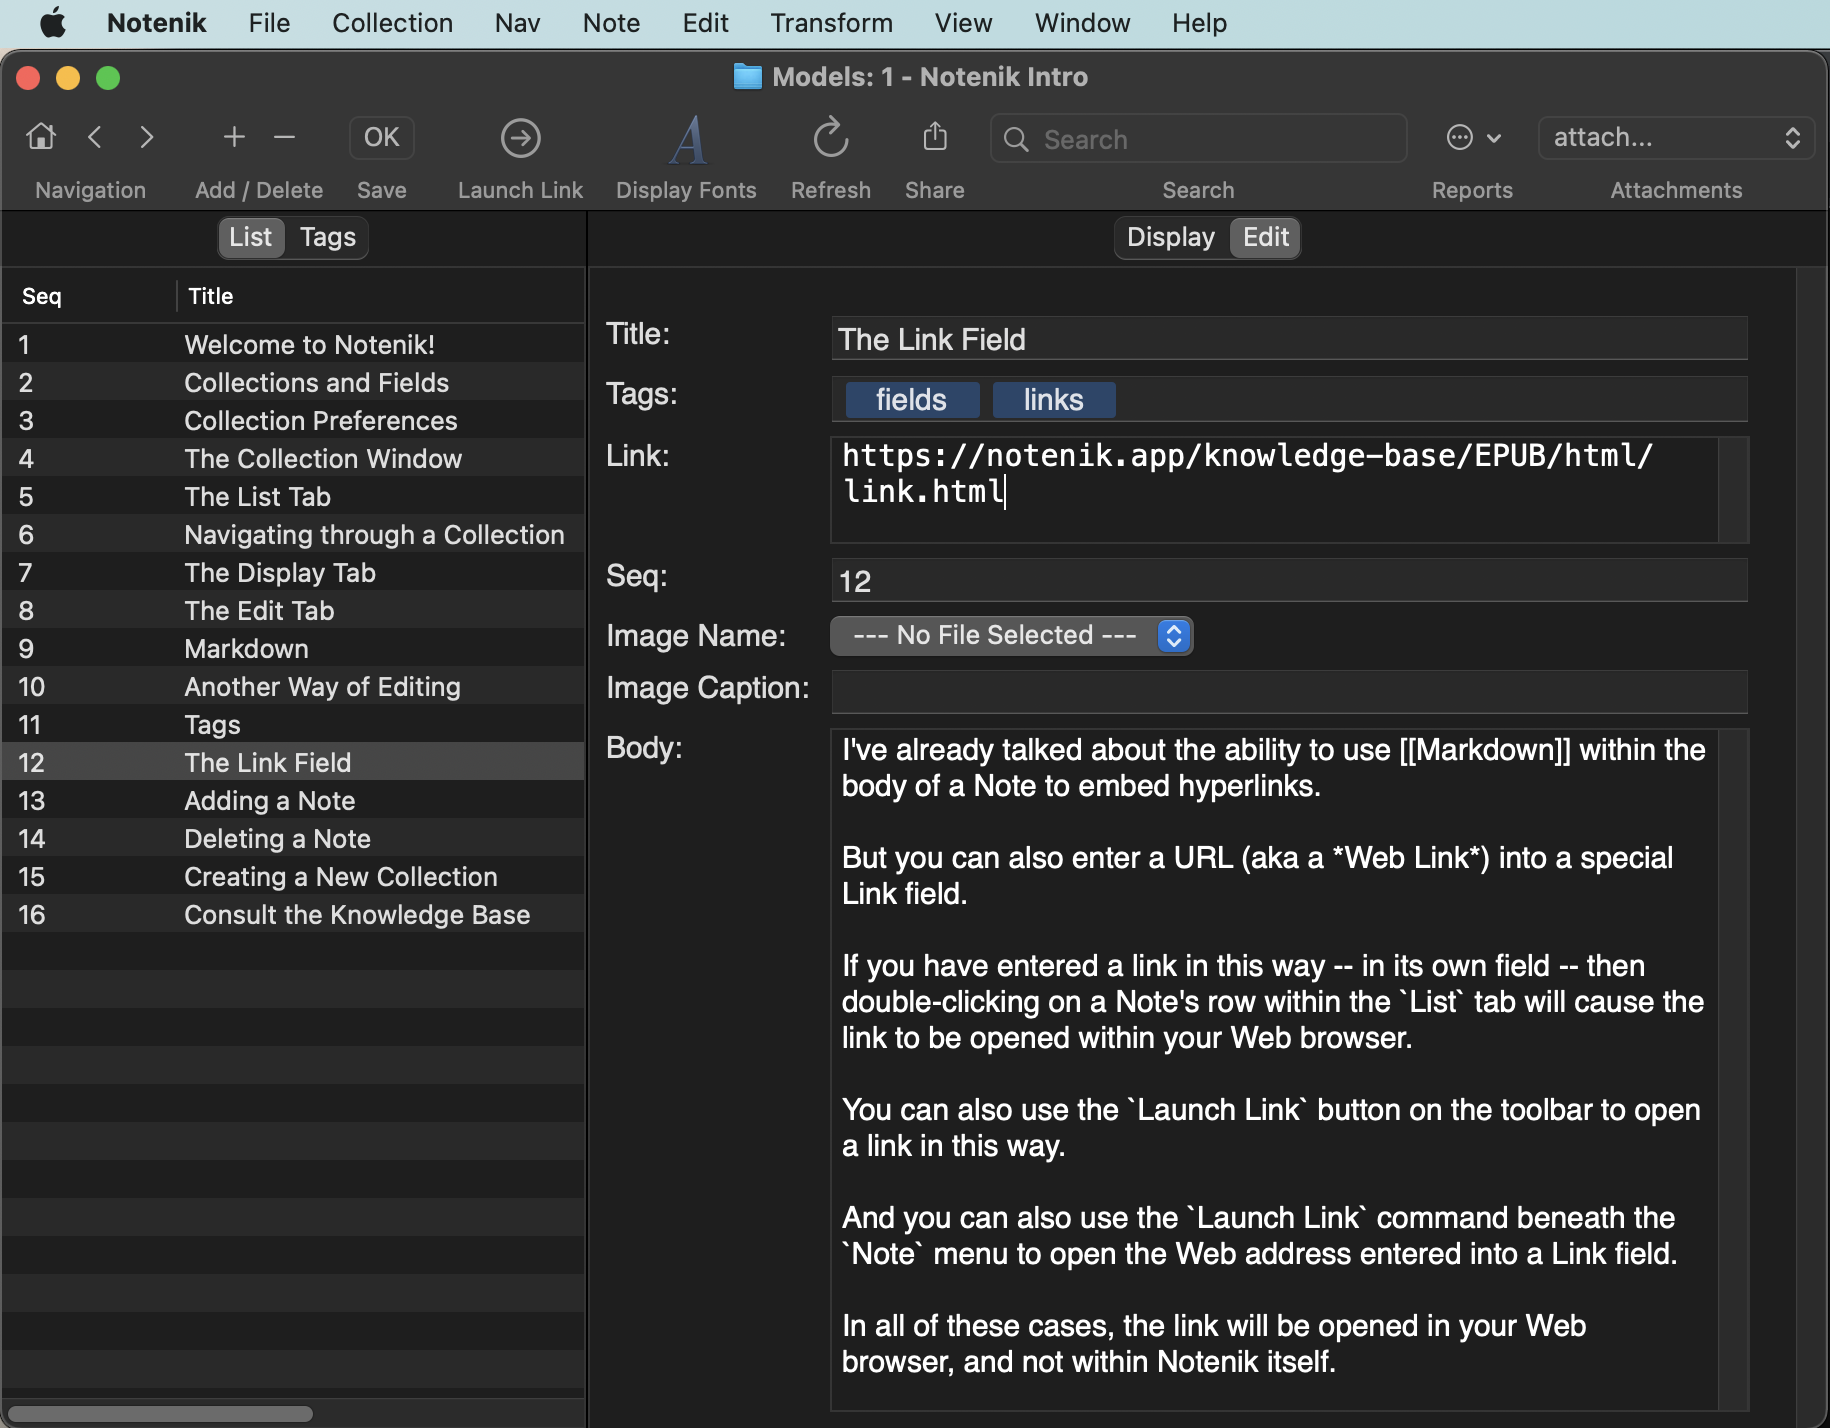 Notenik File Collection Nav Note Edit Transform View Window Help
Models: 1 - Notenik Intro
OK
Search
attach...
Navigation Add / Delete Save Launch Link Display Fonts Refresh Share Search Reports Attachments
List Tags
Display Edit
Seq Title
1 Welcome to Notenik!
2 Collections and Fields
3 Collection Preferences
4 The Collection Window
5 The List Tab
6 Navigating through a Collection
7 The Display Tab
8 The Edit Tab
9 Markdown
10 Another Way of Editing
11 Tags
12 The Link Field
13 Adding a Note
14 Deleting a Note
15 Creating a New Collection
16 Consult the Knowledge Base
Title: The Link Field
Tags: fields links
Link: https://notenik.app/knowledge-base/EPUB/html/
link.html
Seq: 12
Image Name: --- No File Selected ---
Image Caption:
Body: I've already talked about the ability to use [[Markdown]] within the
body of a Note to embed hyperlinks.
But you can also enter a URL (aka a *Web Link*) into a special
Link field.
If you have entered a link in this way -- in its own field -- then
double-clicking on a Note's row within the `List` tab will cause the
link to be opened within your Web browser.
You can also use the `Launch Link` button on the toolbar to open
a link in this way.
And you can also use the `Launch Link` command beneath the
`Note` menu to open the Web address entered into a Link field.
In all of these cases, the link will be opened in your Web
browser, and not within Notenik itself.